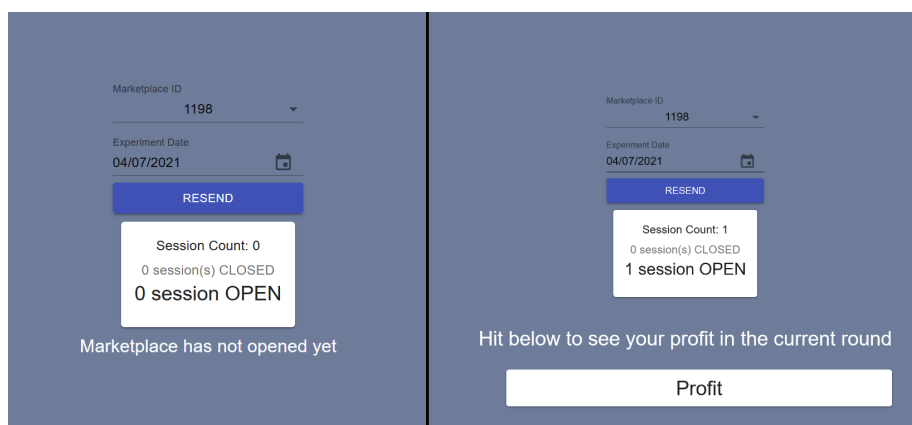 Marketplace ID
1198
Experiment Date
04/07/2021
RESEND
Session Count: 0
0 session(s) CLOSED
0 session OPEN
Marketplace has not opened yet
Marketplace ID
1198
Experiment Date
04/07/2021
RESEND
Session Count: 1
0 session(s) CLOSED
1 session OPEN
Hit below to see your profit in the current round
Profit